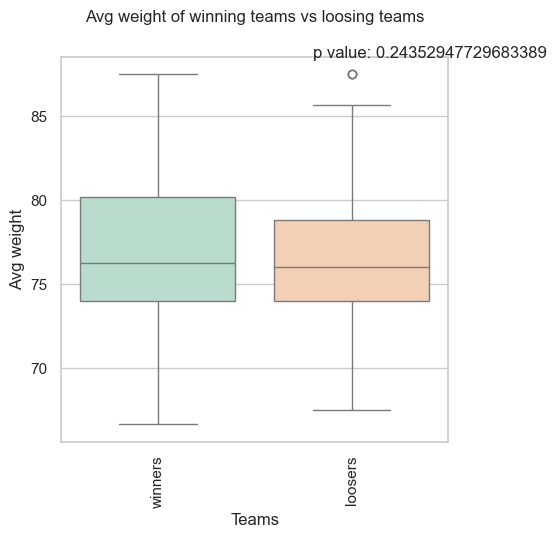 Avg weight of winning teams vs loosing teams
p value: 0.24352947729683389
Avg weight
85
80
75
70
winners
loosers
Teams